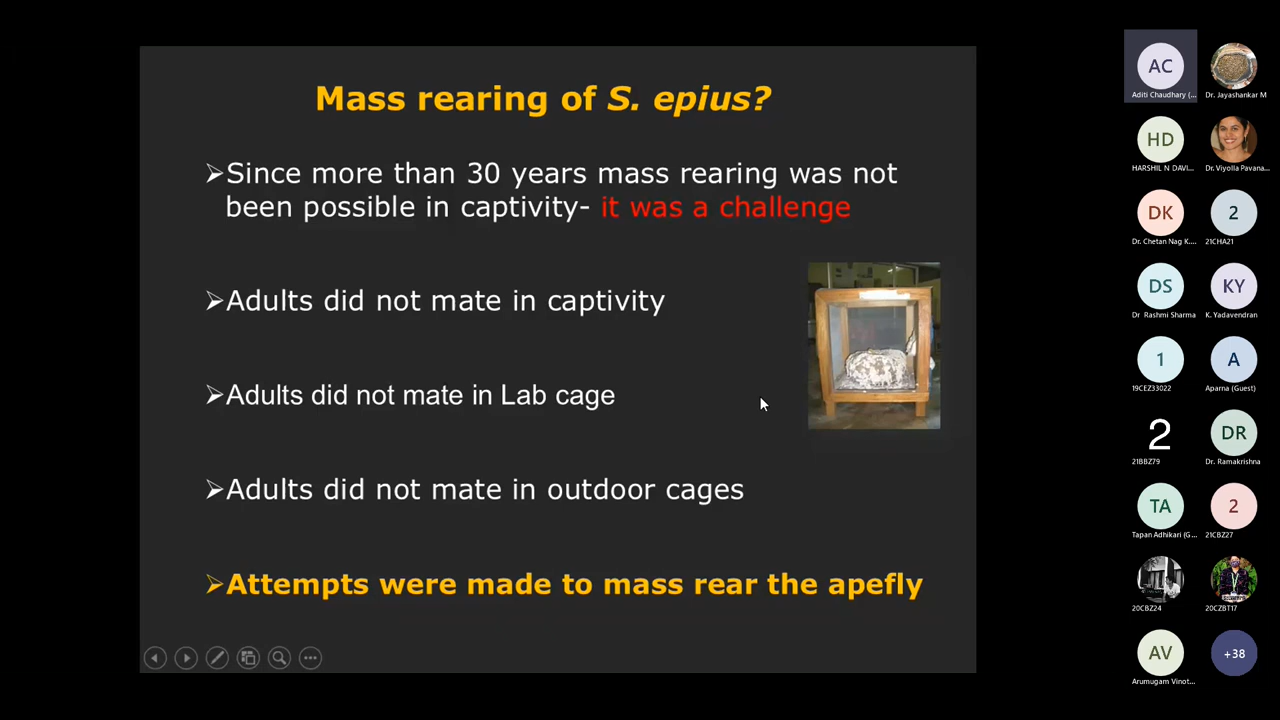 Mass rearing of S. epius?
➢Since more than 30 years mass rearing was not
been possible in captivity- it was a challenge
➢Adults did not mate in captivity
➢Adults did not mate in Lab cage
➢Adults did not mate in outdoor cages
➢Attempts were made to mass rear the apefly
AC
Aditi Chaudhary (...
Dr. Jayashankar M
HD
HARSHIL N DAVI...
Dr. Viyolla Pavana...
DK
Dr. Chetan Nag K....
2
21CHA21
DS
Dr Rashmi Sharma
KY
K. Yadavendran
1
19CEZ33022
A
Aparna (Guest)
2
21BBZ79
DR
Dr. Ramakrishna
TA
Tapan Adhikari (G...
2
21CBZ27
20CBZ24
20CZBT17
AV
Arumugam Vinot...
+38